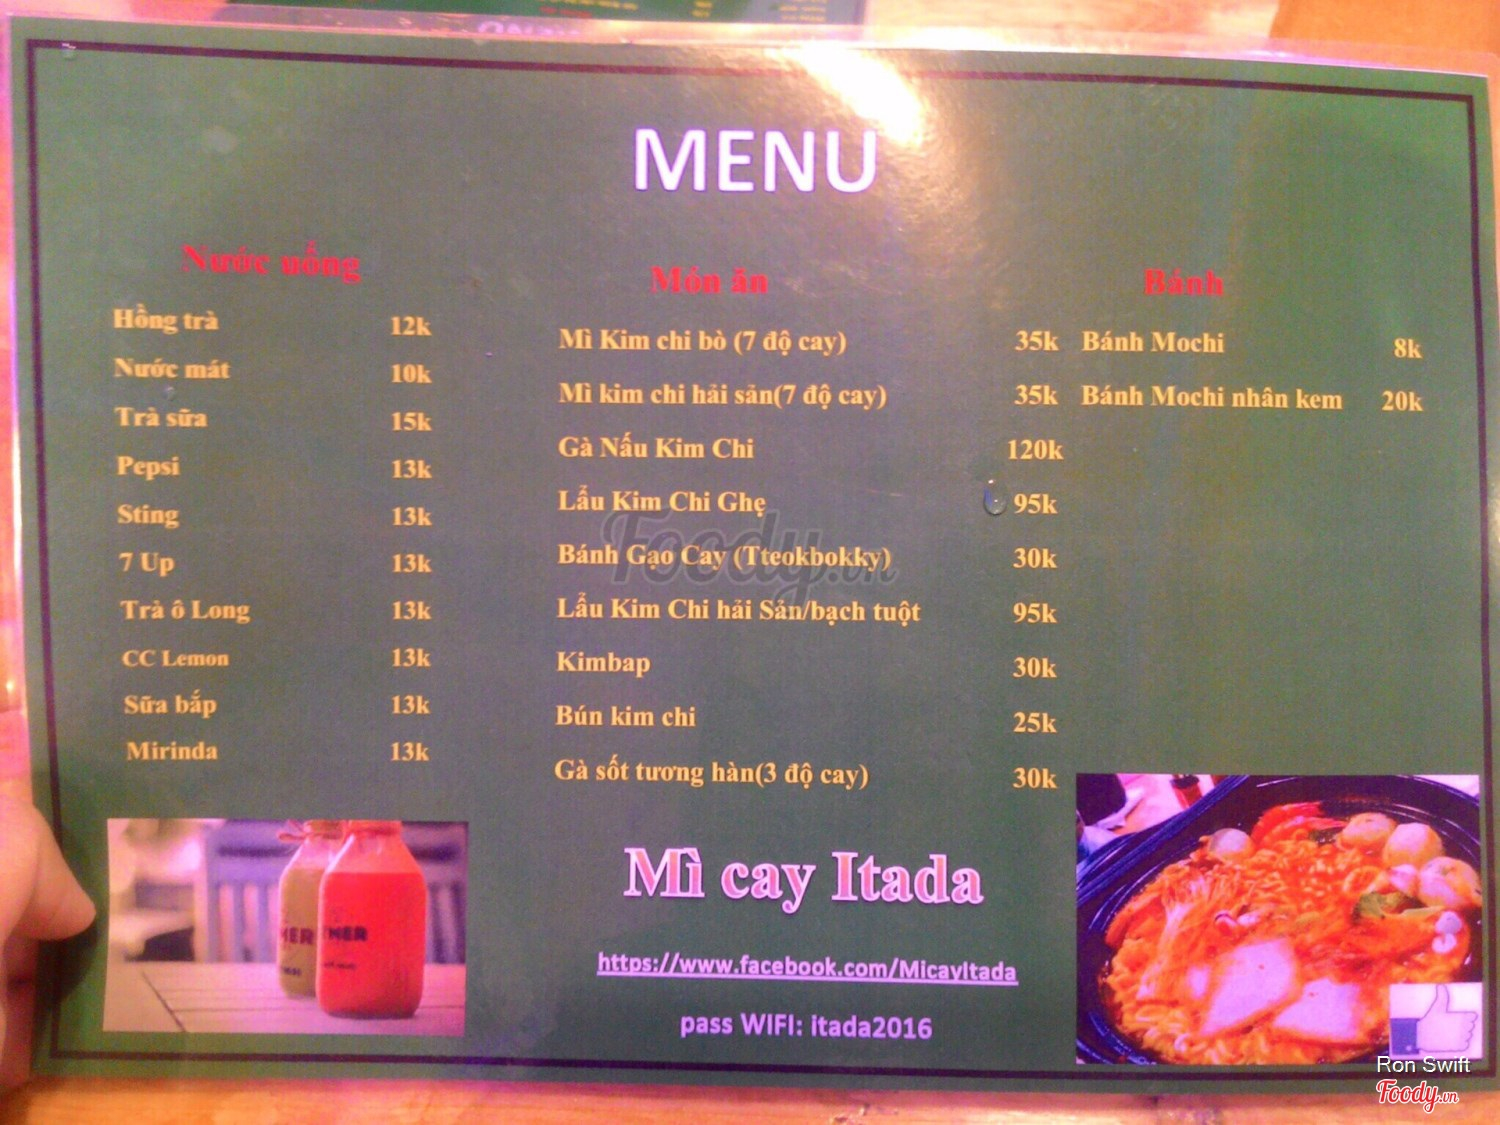 MENU
Nước uống
Hồng trà 12k
Nước mát 10k
Trà sữa 15k
Pepsi 13k
Sting 13k
7 Up 13k
Trà ô Long 13k
CC Lemon 13k
Sữa bắp 13k
Mirinda 13k
Món ăn
Mì Kim chi bò (7 độ cay) 35k
Mì kim chi hải sản(7 độ cay) 35k
Gà Nấu Kim Chi 120k
Lẩu Kim Chi Ghẹ 95k
Bánh Gạo Cay (Tteokbokky) 30k
Lẩu Kim Chi hải Sản/bạch tuột 95k
Kimbap 30k
Bún kim chi 25k
Gà sốt tương hàn(3 độ cay) 30k
Bánh
Bánh Mochi 8k
Bánh Mochi nhân kem 20k
Mì cay Itada
https://www.facebook.com/MicayItada
pass WIFI: itada2016
Foody.vn
Ron Swift
Foody.vn